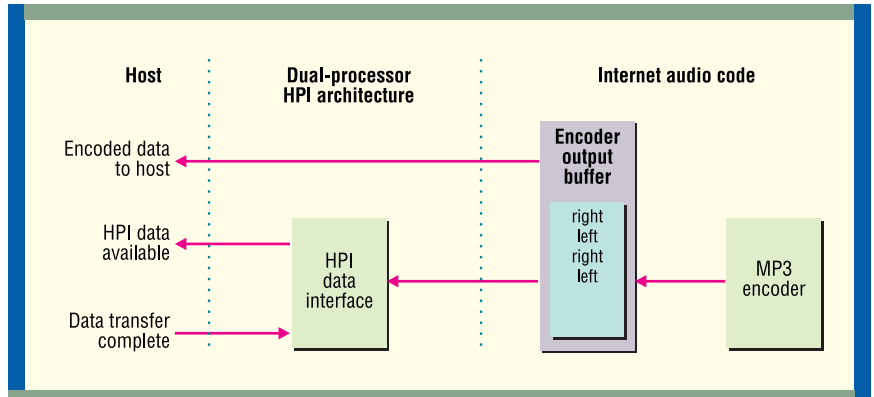 Host
Dual-processor
HPI architecture
Internet audio code
Encoded data
to host
Encoder
output
buffer
HPI data
available
HPI
data
interface
right
left
right
left
MP3
encoder
Data transfer
complete